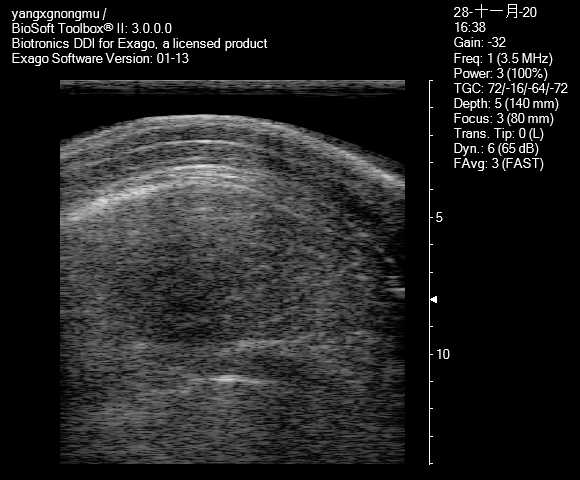 yangxgnongmu /
BioSoft Toolbox® II: 3.0.0.0
Biotronics DDI for Exago, a licensed product
Exago Software Version: 01-13
28-十一月-20
16:38
Gain: -32
Freq: 1 (3.5 MHz)
Power: 3 (100%)
TGC: 72/-16/-64/-72
Depth: 5 (140 mm)
Focus: 3 (80 mm)
Trans. Tip: 0 (L)
Dyn.: 6 (65 dB)
FAvg: 3 (FAST)
5
10